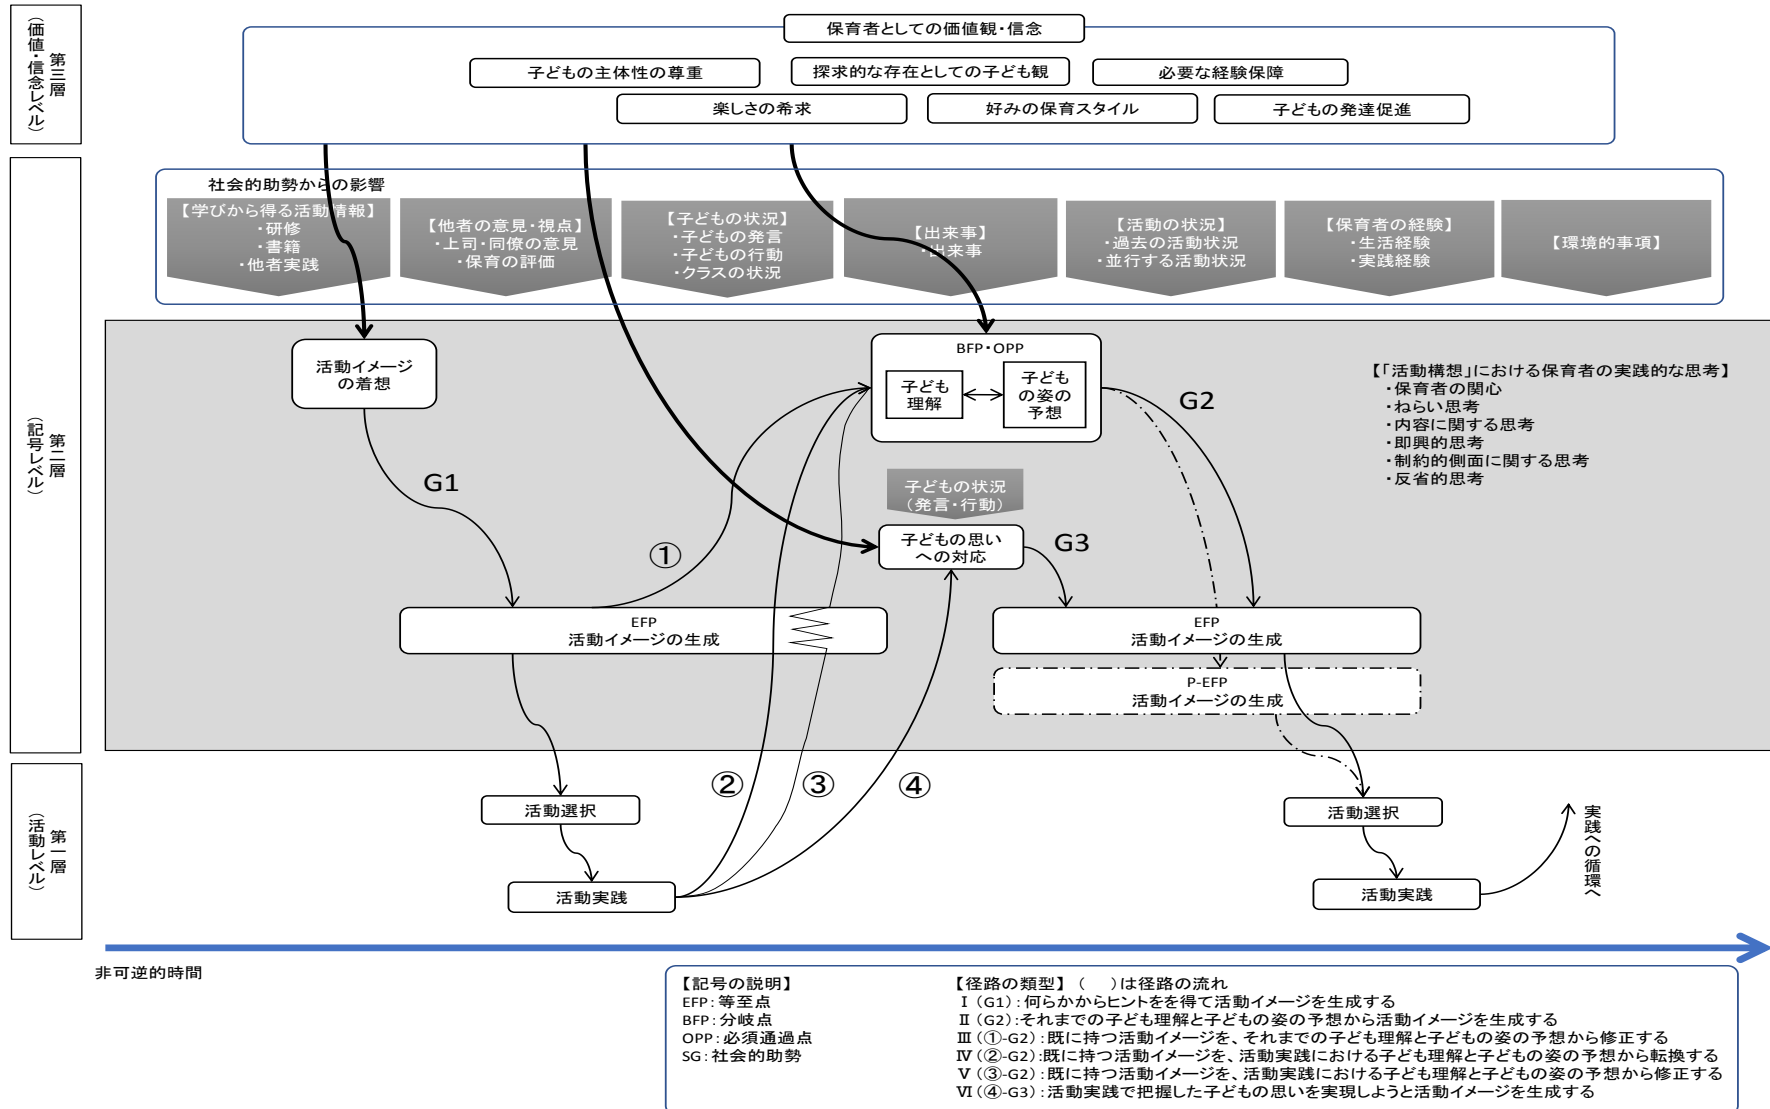 第三層
(価値・信念レベル)
保育者としての価値観・信念
子どもの主体性の尊重
探求的な存在としての子ども観
必要な経験保障
楽しさの希求
好みの保育スタイル
子どもの発達促進
第二層
(記号レベル)
社会的助勢からの影響
【学びから得る活動情報】
・研修
・書籍
・他者実践
【他者の意見・視点】
・上司・同僚の意見
・保育の評価
【子どもの状況】
・子どもの発言
・子どもの行動
・クラスの状況
【出来事】
・出来事
【活動の状況】
・過去の活動状況
・並行する活動状況
【保育者の経験】
・生活経験
・実践経験
【環境的事項】
活動イメージ
の着想
BFP・OPP
子ども
理解
子ども
の姿の
予想
【「活動構想」における保育者の実践的な思考】
・保育者の関心
・ねらい思考
・内容に関する思考
・即興的思考
・制約的側面に関する思考
・反省的思考
G1
G2
子どもの状況
(発言・行動)
子どもの思い
への対応
G3
①
EFP
活動イメージの生成
EFP
活動イメージの生成
P-EFP
活動イメージの生成
②
③
④
第一層
(活動レベル)
活動選択
活動実践
活動選択
活動実践
実践への循環へ
非可逆的時間
【記号の説明】
EFP:等至点
BFP:分岐点
OPP:必須通過点
SG:社会的助勢
【径路の類型】 (  )は径路の流れ
Ⅰ(G1):何らかからヒントをを得て活動イメージを生成する
Ⅱ(G2):それまでの子ども理解と子どもの姿の予想から活動イメージを生成する
Ⅲ(①-G2):既に持つ活動イメージを、それまでの子ども理解と子どもの姿の予想から修正する
Ⅳ(②-G2):既に持つ活動イメージを、活動実践における子ども理解と子どもの姿の予想から転換する
Ⅴ(③-G2):既に持つ活動イメージを、活動実践における子ども理解と子どもの姿の予想から修正する
Ⅵ(④-G3):活動実践で把握した子どもの思いを実現しようと活動イメージを生成する